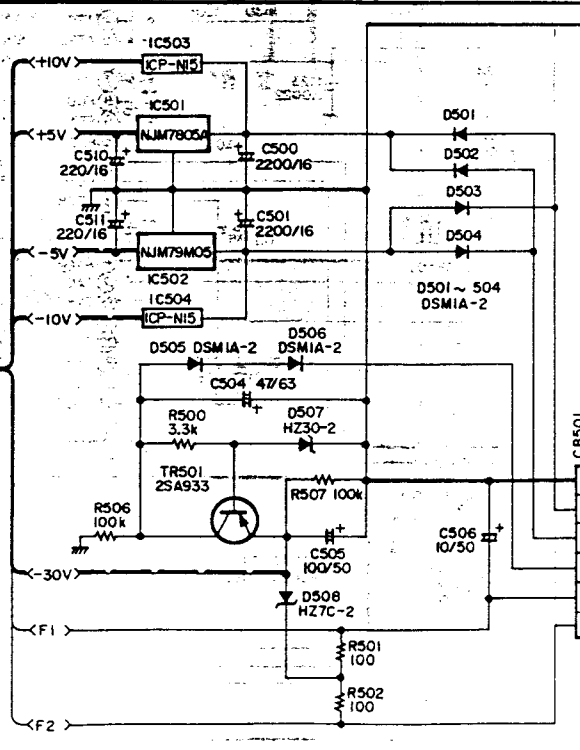 IC503
+10V
ICP-N15
IC501
+5V
NJM7805A
C510
220/16
C500
2200/16
C511
220/16
C501
2200/16
-5V
NJM79M05
IC502
IC504
-10V
ICP-N15
D501
D502
D503
D504
D501~504
DSM1A-2
D505 DSM1A-2
D506
DSM1A-2
C504 47/63
R500
3.3k
D507
HZ30-2
TR501
2SA933
R507 100k
R506
100k
C505
100/50
C506
10/50
CB501
-30V
D508
HZ7C-2
F1
R501
100
R502
100
F2